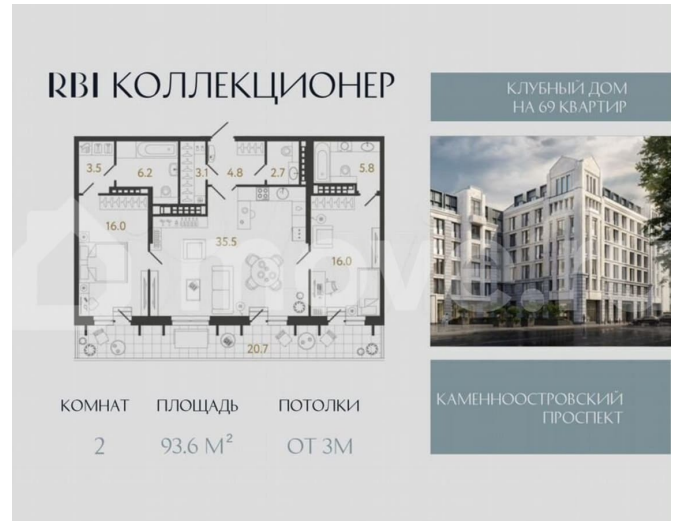 RBI КОЛЛЕКЦИОНЕР
КЛУБНЫЙ ДОМ
НА 69 КВАРТИР
3.5
6.2
3.1
4.8
2.7
5.8
16.0
35.5
16.0
20.7
КОМНАТ ПЛОЩАДЬ ПОТОЛКИ
2 93.6 М² ОТ 3М
КАМЕННООСТРОВСКИЙ
ПРОСПЕКТ